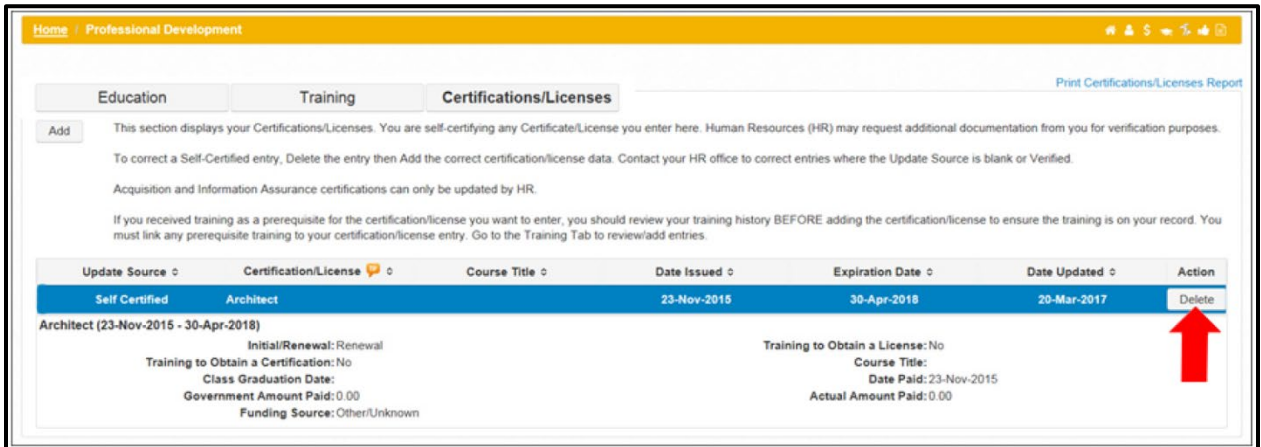 Home / Professional Development
Print Certifications/Licenses Report
Education Training Certifications/Licenses
Add
This section displays your Certifications/Licenses. You are self-certifying any Certificate/License you enter here. Human Resources (HR) may request additional documentation from you for verification purposes.
To correct a Self-Certified entry, Delete the entry then Add the correct certification/license data. Contact your HR office to correct entries where the Update Source is blank or Verified.
Acquisition and Information Assurance certifications can only be updated by HR.
If you received training as a prerequisite for the certification/license you want to enter, you should review your training history BEFORE adding the certification/license to ensure the training is on your record. You
must link any prerequisite training to your certification/license entry. Go to the Training Tab to review/add entries.
Update Source Certification/License Course Title Date Issued Expiration Date Date Updated Action
Self Certified Architect 23-Nov-2015 30-Apr-2018 20-Mar-2017 Delete
Architect (23-Nov-2015 - 30-Apr-2018)
Initial/Renewal: Renewal Training to Obtain a License: No
Training to Obtain a Certification: No Course Title:
Class Graduation Date: Date Paid: 23-Nov-2015
Government Amount Paid: 0.00 Actual Amount Paid: 0.00
Funding Source: Other/Unknown